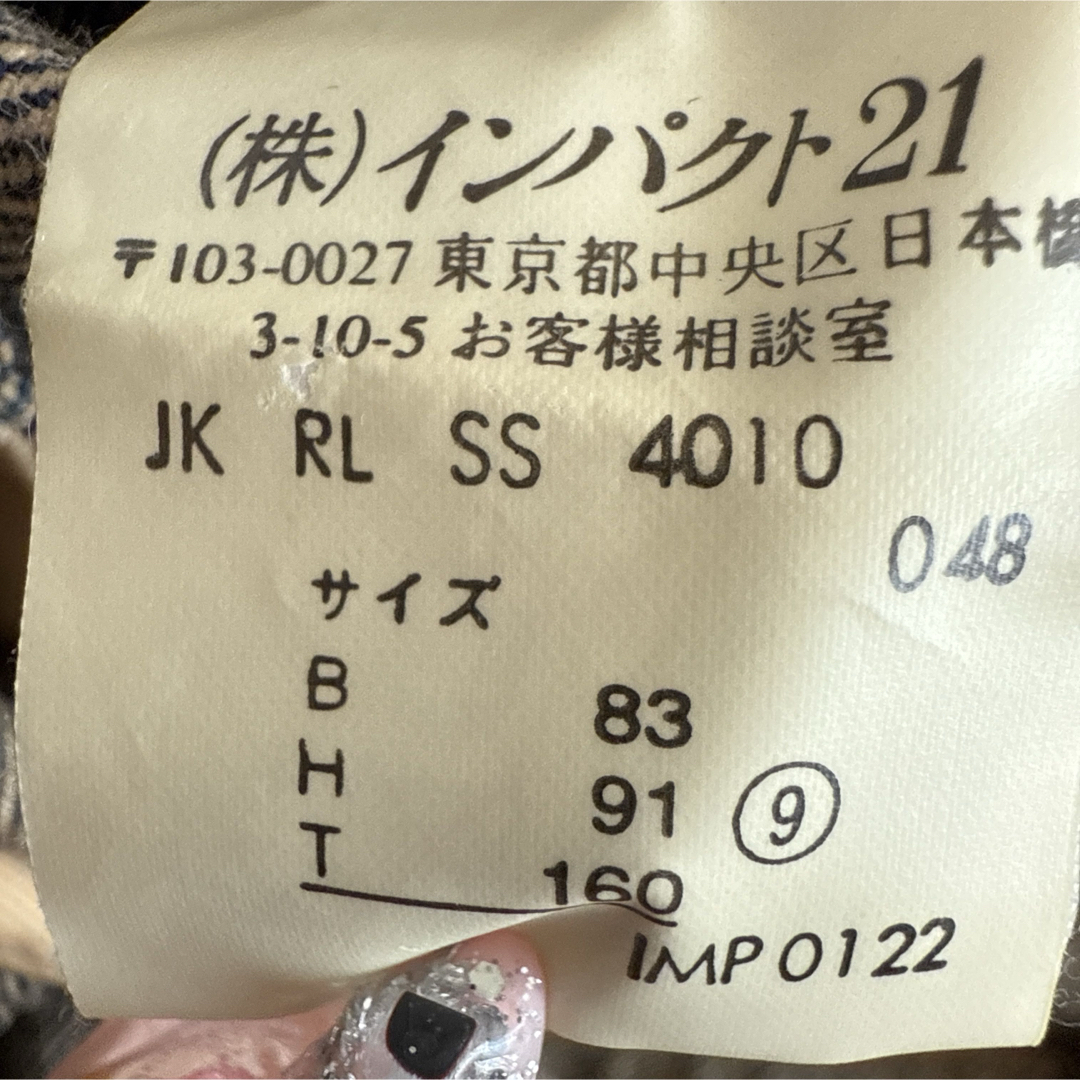 (株)インパクト21
〒103-0027 東京都中央区日本橋
3-10-5 お客様相談室
JK RL SS 4010
048
サイズ
B 83
H 91 ⑨
T 160
IMP0122